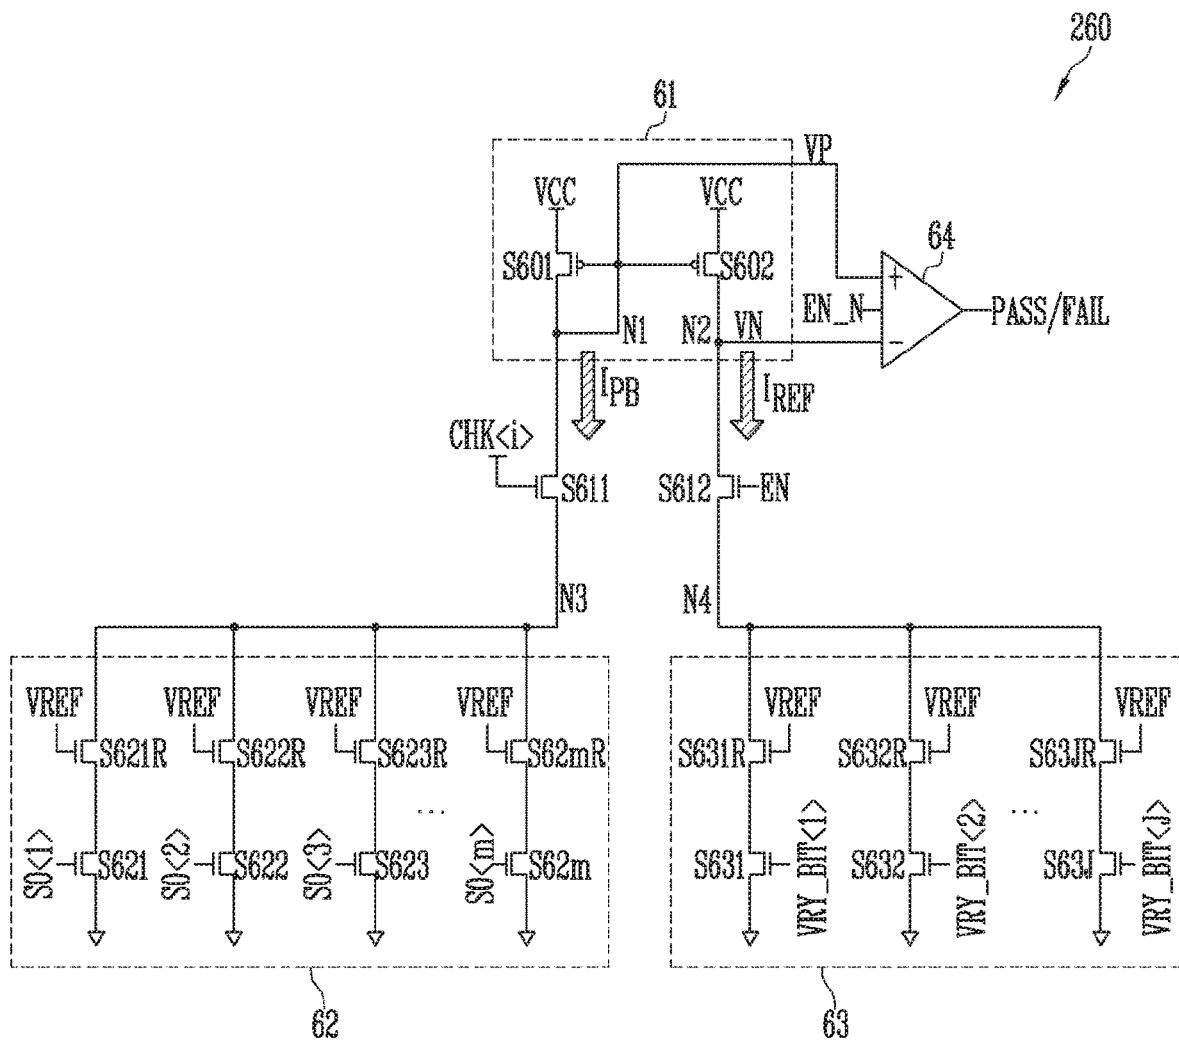 260
61
VP
VCC
VCC
64
S601
S602
EN_N
PASS/FAIL
N1
N2
VN
I PB
I REF
CHK<i>
S611
S612
EN
N3
N4
VREF
VREF
VREF
VREF
VREF
VREF
VREF
S621R
S622R
S623R
S62mR
S631R
S632R
S63JR
...
...
SO<1>
S621
SO<2>
S622
SO<3>
S623
SO<m>
S62m
S631
VRY_BIT<1>
S632
VRY_BIT<2>
S63J
VRY_BIT<J>
62
63